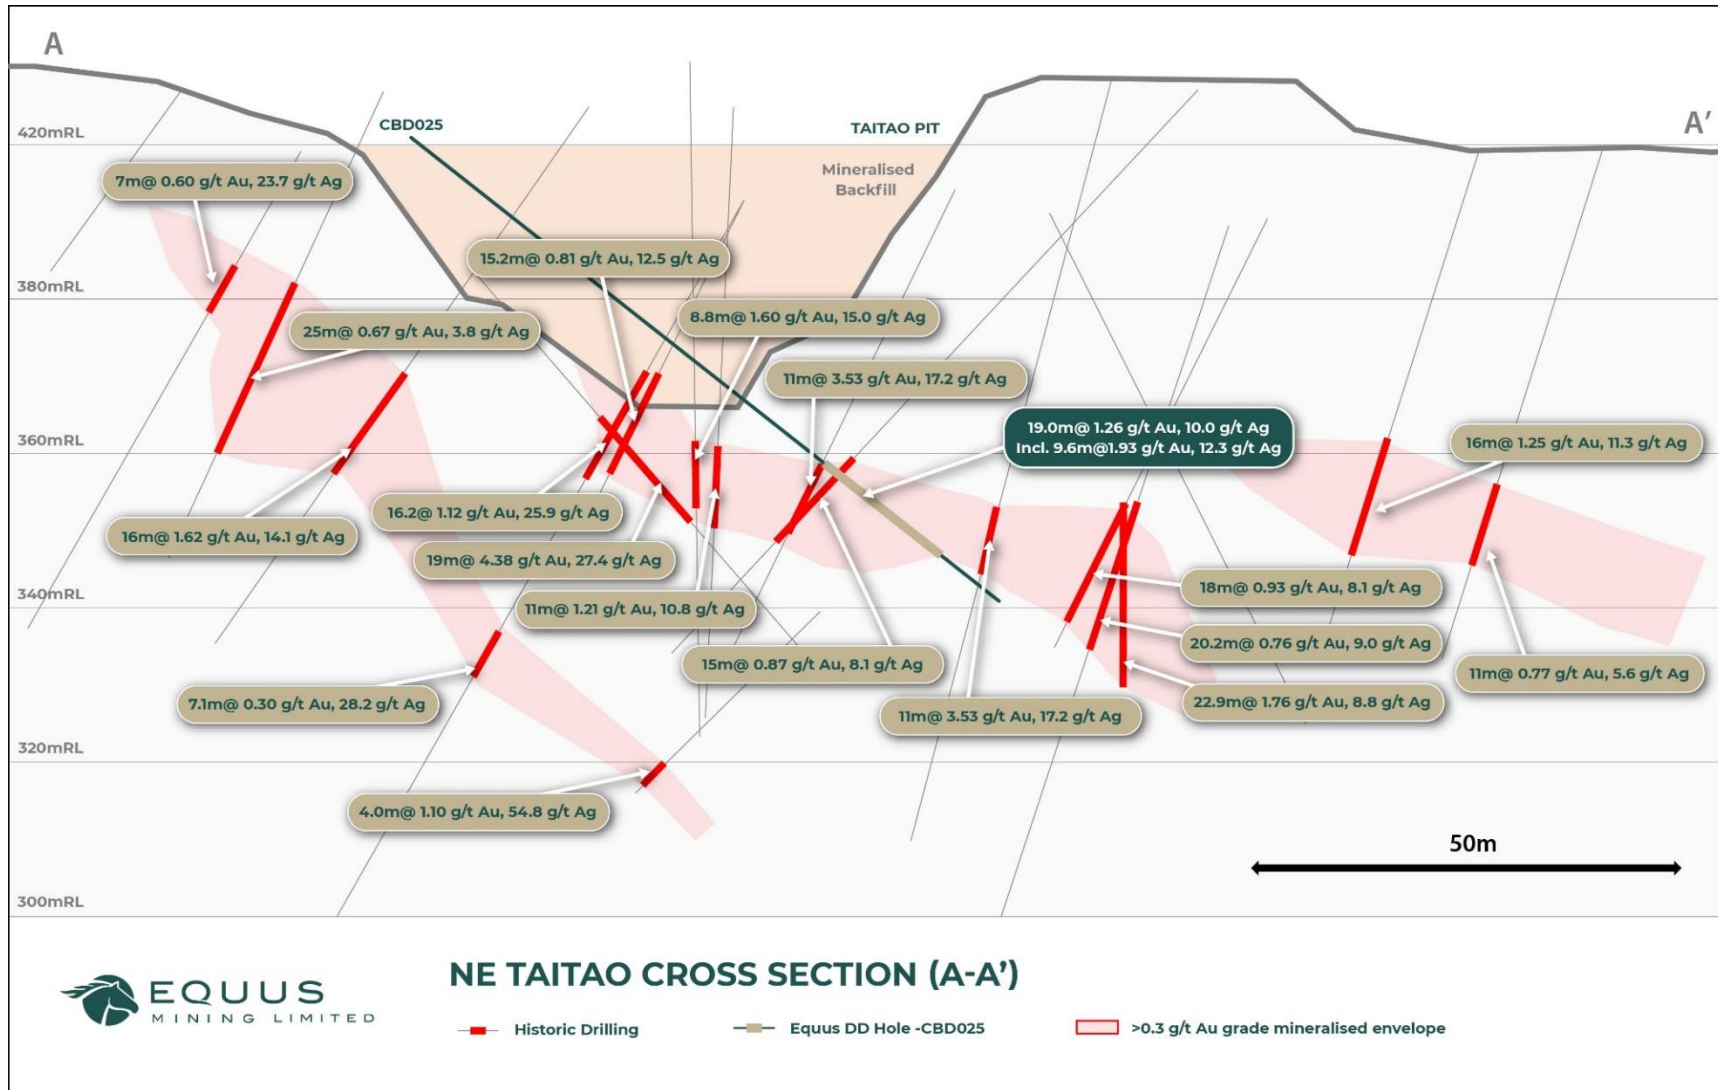 A
A'
CBD025
TAITAO PIT
420mRL
Mineralised
Backfill
7m@ 0.60 g/t Au, 23.7 g/t Ag
15.2m@ 0.81 g/t Au, 12.5 g/t Ag
380mRL
8.8m@ 1.60 g/t Au, 15.0 g/t Ag
25m@ 0.67 g/t Au, 3.8 g/t Ag
11m@ 3.53 g/t Au, 17.2 g/t Ag
19.0m@ 1.26 g/t Au, 10.0 g/t Ag
Incl. 9.6m@1.93 g/t Au, 12.3 g/t Ag
16m@ 1.25 g/t Au, 11.3 g/t Ag
360mRL
16.2@ 1.12 g/t Au, 25.9 g/t Ag
16m@ 1.62 g/t Au, 14.1 g/t Ag
19m@ 4.38 g/t Au, 27.4 g/t Ag
18m@ 0.93 g/t Au, 8.1 g/t Ag
340mRL
11m@ 1.21 g/t Au, 10.8 g/t Ag
20.2m@ 0.76 g/t Au, 9.0 g/t Ag
15m@ 0.87 g/t Au, 8.1 g/t Ag
11m@ 0.77 g/t Au, 5.6 g/t Ag
7.1m@ 0.30 g/t Au, 28.2 g/t Ag
22.9m@ 1.76 g/t Au, 8.8 g/t Ag
11m@ 3.53 g/t Au, 17.2 g/t Ag
320mRL
4.0m@ 1.10 g/t Au, 54.8 g/t Ag
50m
300mRL
EQUUS
MINING LIMITED
NE TAITAO CROSS SECTION (A-A')
Historic Drilling
Equus DD Hole -CBD025
>0.3 g/t Au grade mineralised envelope